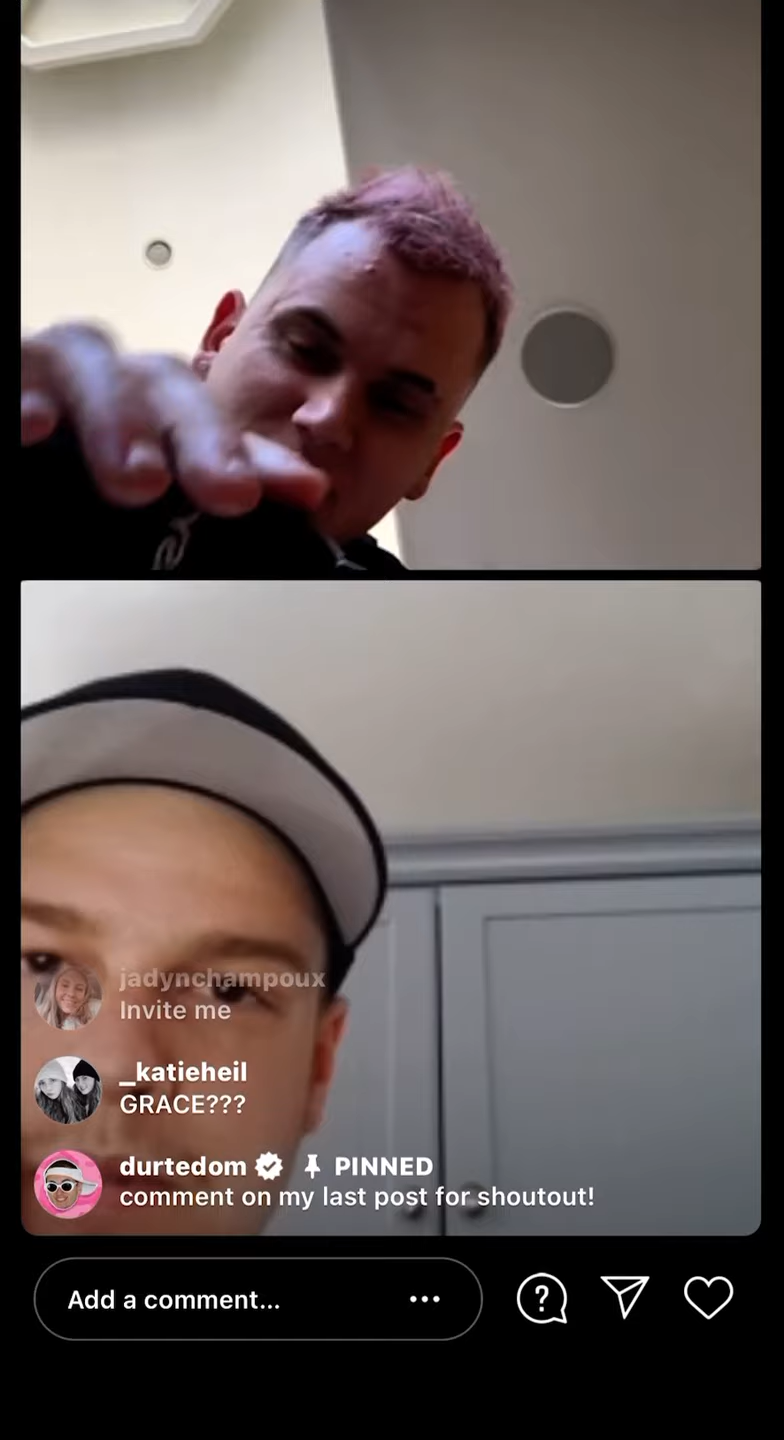 jadynchampoux
Invite me
_katieheil
GRACE???
durtedom PINNED
comment on my last post for shoutout!
Add a comment...